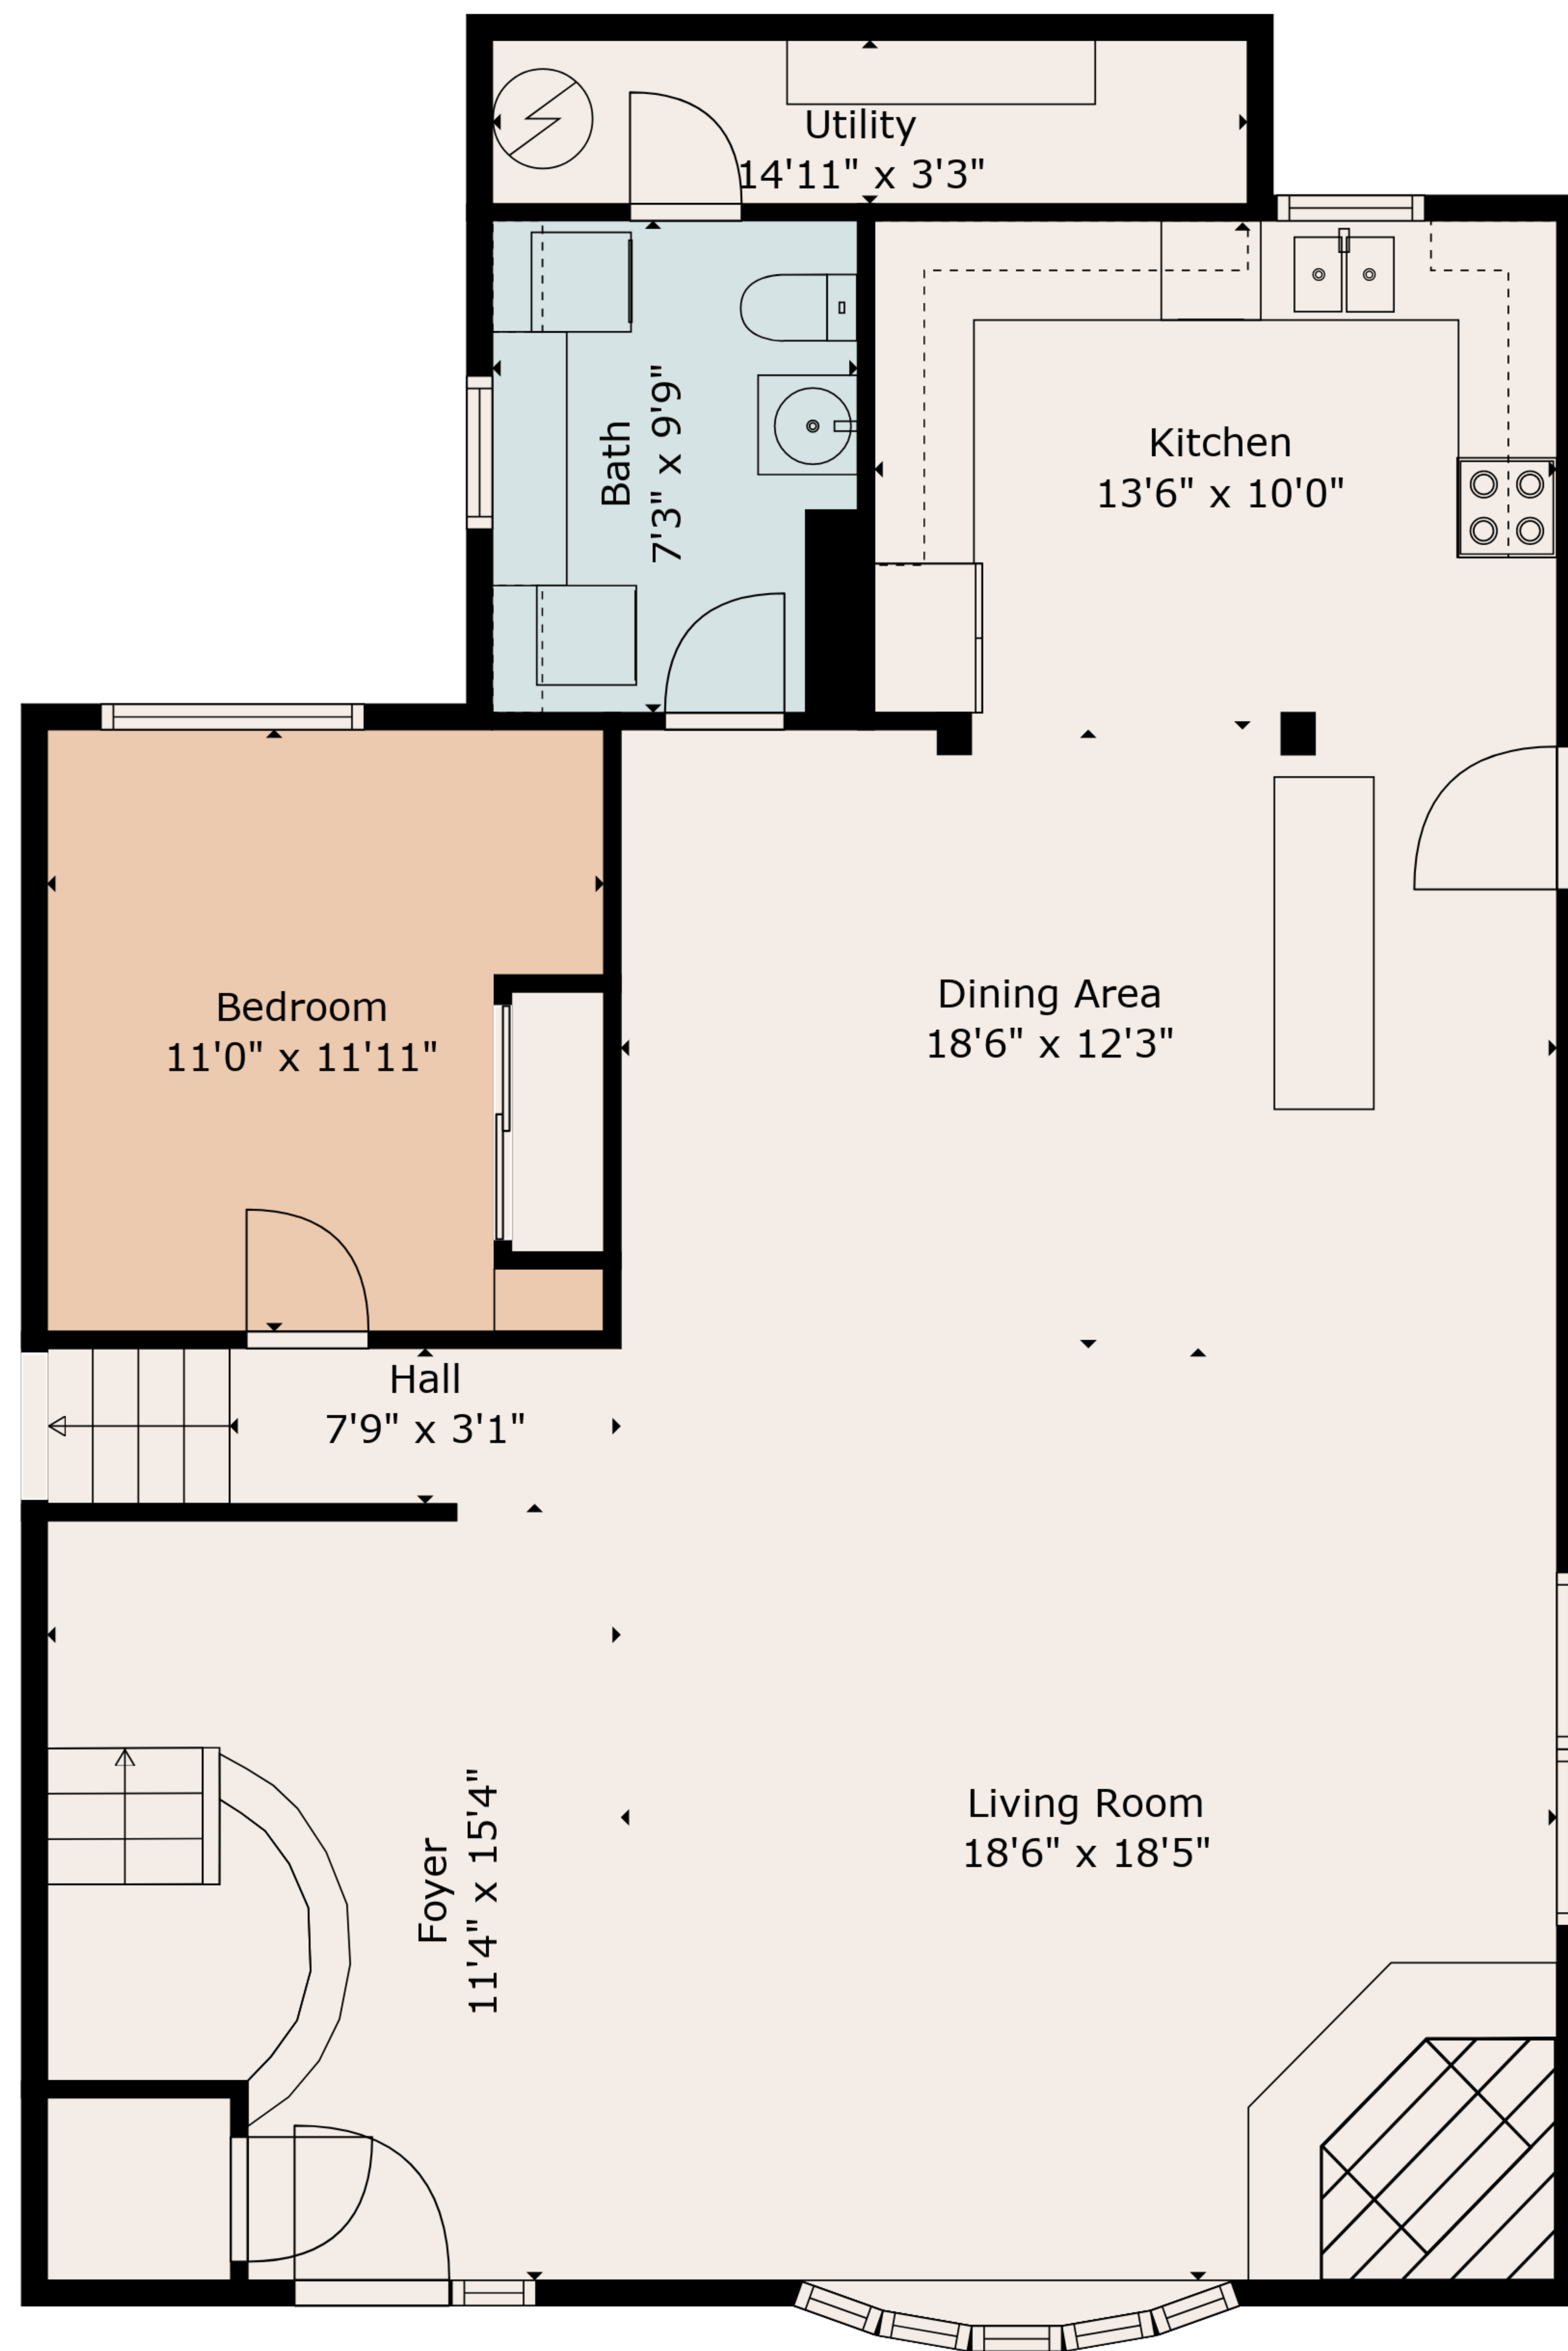 Utility
14'11" x 3'3"
Bath
7'3" x 9'9"
Kitchen
13'6" x 10'0"
Bedroom
11'0" x 11'11"
Dining Area
18'6" x 12'3"
Hall
7'9" x 3'1"
Foyer
11'4" x 15'4"
Living Room
18'6" x 18'5"